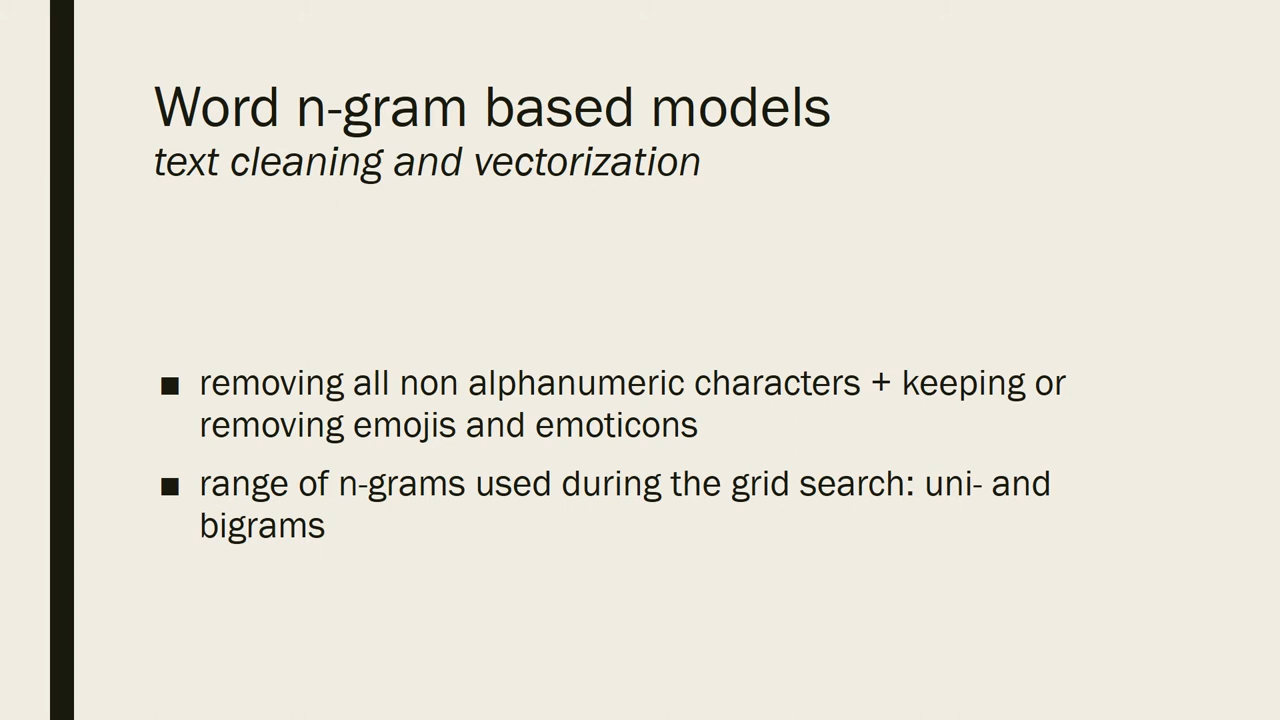 Word n-gram based models
text cleaning and vectorization
■ removing all non alphanumeric characters + keeping or
removing emojis and emoticons
■ range of n-grams used during the grid search: uni- and
bigrams